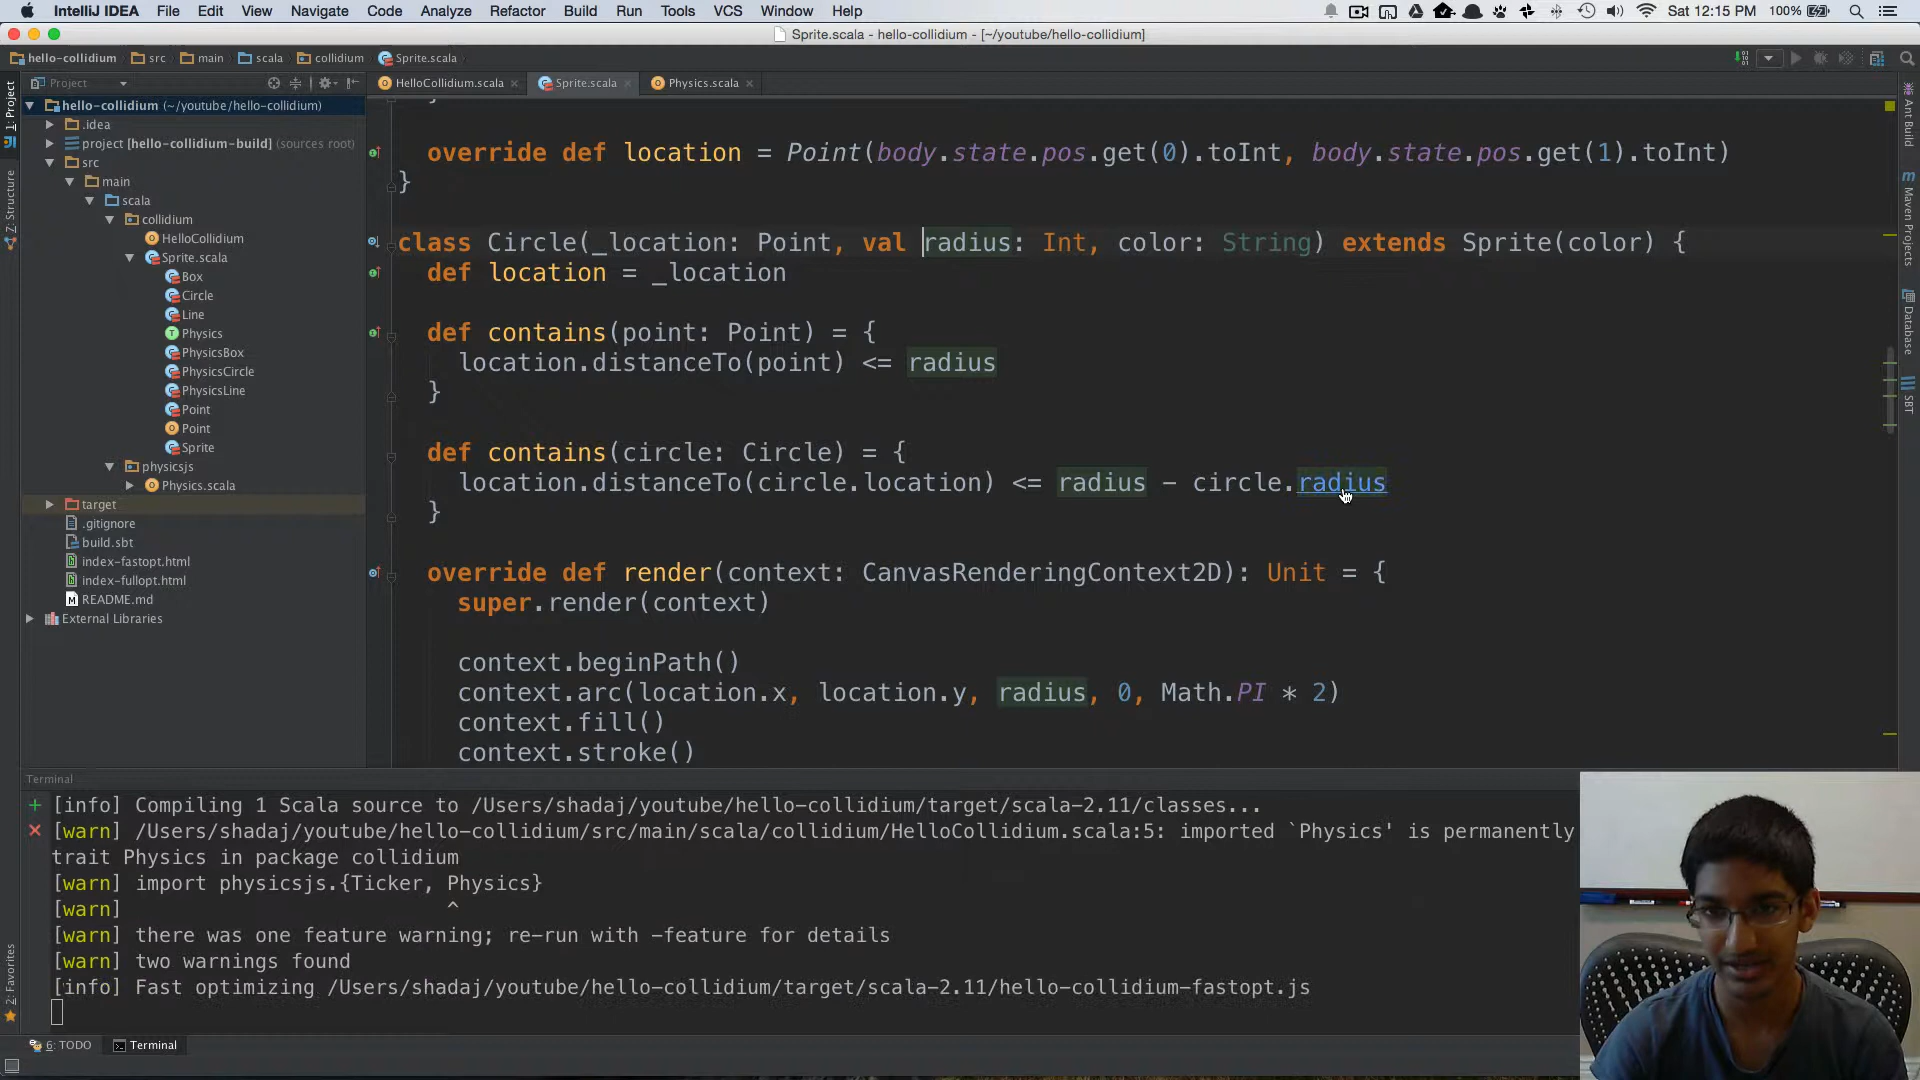 IntelliJ IDEA File Edit View Navigate Code Analyze Refactor Build Run Tools VCS Window Help Sat 12:15 PM 100%
Sprite.scala - hello-collidium - [~/youtube/hello-collidium]
hello-collidium src main scala collidium Sprite.scala
Project HelloCollidium.scala Sprite.scala Physics.scala
hello-collidium (~/youtube/hello-collidium)
.idea
project [hello-collidium-build] (sources root)
src
main
scala
collidium
HelloCollidium
Sprite.scala
Box
Circle
Line
Physics
PhysicsBox
PhysicsCircle
PhysicsLine
Point
Point
Sprite
physicsjs
Physics.scala
target
.gitignore
build.sbt
index-fastopt.html
index-fullopt.html
README.md
External Libraries
1: Project
7: Structure
2: Favorites
}
override def location = Point(body.state.pos.get(0).toInt, body.state.pos.get(1).toInt)
}
class Circle(_location: Point, val radius: Int, color: String) extends Sprite(color) {
def location = _location
def contains(point: Point) = {
location.distanceTo(point) <= radius
}
def contains(circle: Circle) = {
location.distanceTo(circle.location) <= radius - circle.radius
}
override def render(context: CanvasRenderingContext2D): Unit = {
super.render(context)
context.beginPath()
context.arc(location.x, location.y, radius, 0, Math.PI * 2)
context.fill()
context.stroke()
Ant Build
Maven Projects
Database
SBT
Terminal
[info] Compiling 1 Scala source to /Users/shadaj/youtube/hello-collidium/target/scala-2.11/classes...
[warn] /Users/shadaj/youtube/hello-collidium/src/main/scala/collidium/HelloCollidium.scala:5: imported `Physics' is permanently
trait Physics in package collidium
[warn] import physicsjs.{Ticker, Physics}
[warn] ^
[warn] there was one feature warning; re-run with -feature for details
[warn] two warnings found
[info] Fast optimizing /Users/shadaj/youtube/hello-collidium/target/scala-2.11/hello-collidium-fastopt.js
6: TODO Terminal